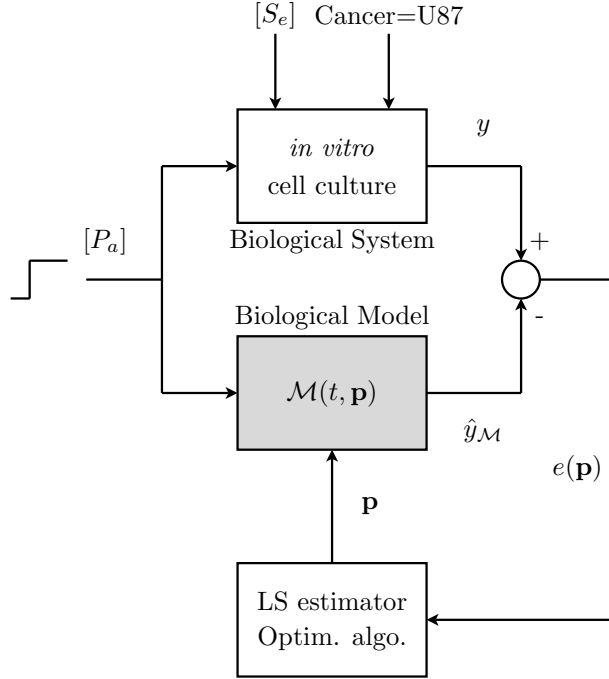 [S_e] Cancer=U87
in vitro
cell culture
y
Biological System
+
[P_a]
Biological Model
-
M(t, p)
ŷ_M
e(p)
p
LS estimator
Optim. algo.